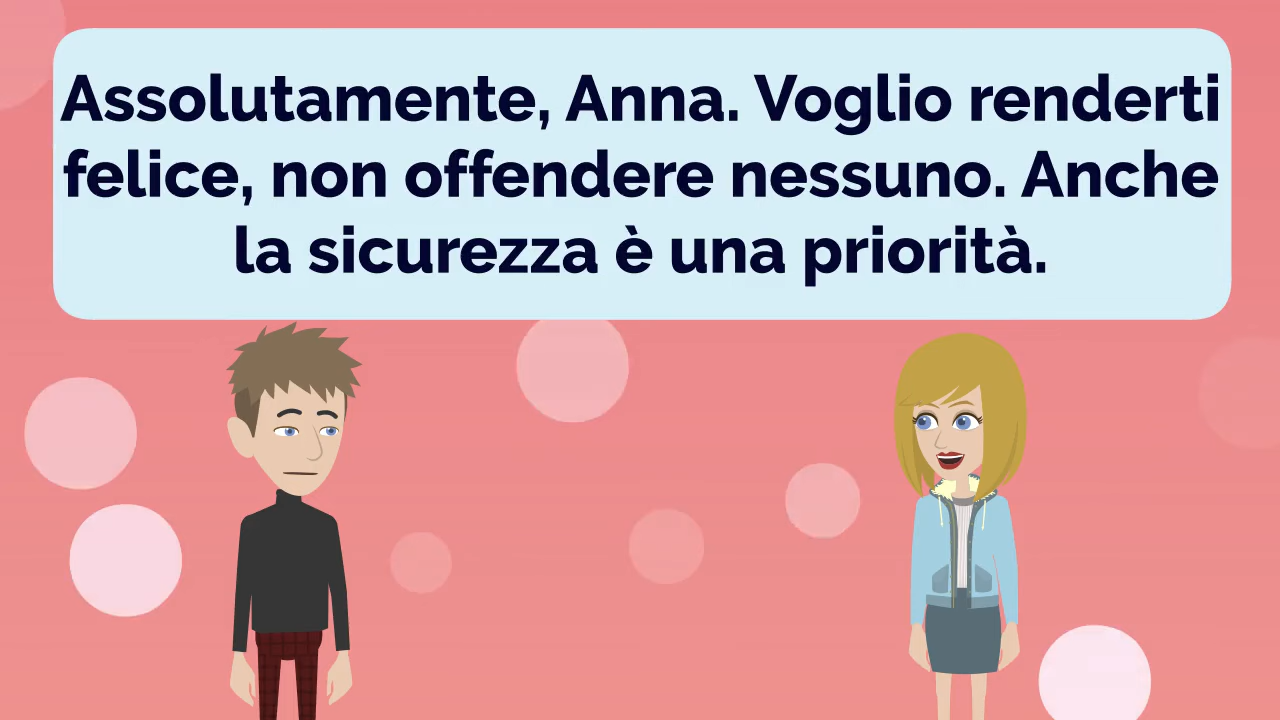 Assolutamente, Anna. Voglio renderti
felice, non offendere nessuno. Anche
la sicurezza è una priorità.